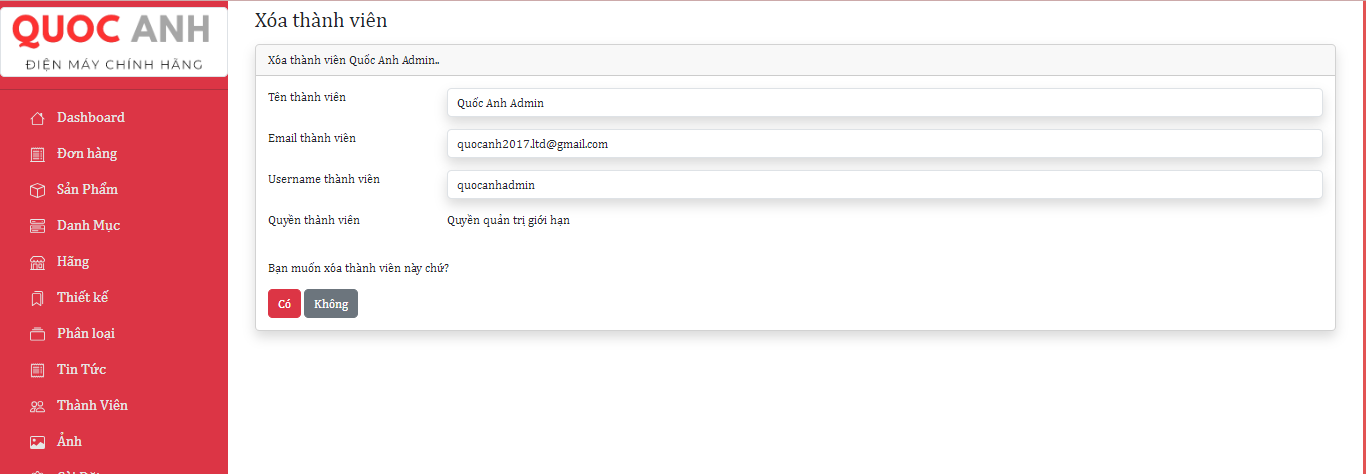 QUOC ANH
ĐIỆN MÁY CHÍNH HÃNG
Dashboard
Đơn hàng
Sản Phẩm
Danh Mục
Hãng
Thiết kế
Phân loại
Tin Tức
Thành Viên
Ảnh
Xóa thành viên
Xóa thành viên Quốc Anh Admin..
Tên thành viên
Quốc Anh Admin
Email thành viên
quocanh2017.ltd@gmail.com
Username thành viên
quocanhadmin
Quyền thành viên
Quyền quản trị giới hạn
Bạn muốn xóa thành viên này chứ?
Có
Không